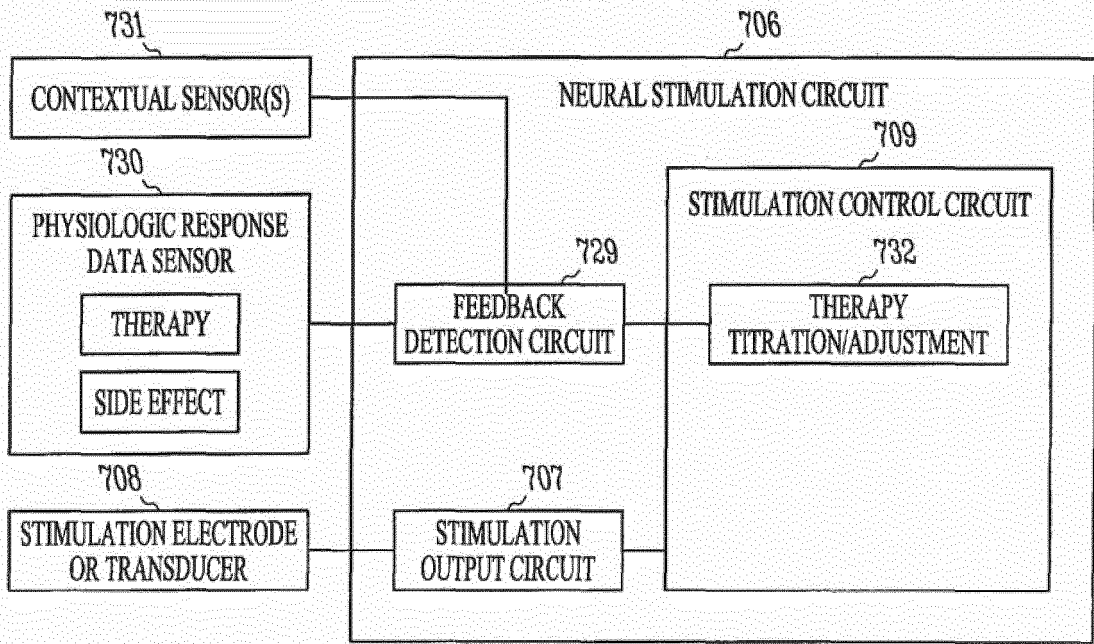 731
CONTEXTUAL SENSOR(S)
730
PHYSIOLOGIC RESPONSE
DATA SENSOR
THERAPY
SIDE EFFECT
708
STIMULATION ELECTRODE
OR TRANSDUCER
706
NEURAL STIMULATION CIRCUIT
709
STIMULATION CONTROL CIRCUIT
732
THERAPY
TITRATION/ADJUSTMENT
729
FEEDBACK
DETECTION CIRCUIT
707
STIMULATION
OUTPUT CIRCUIT